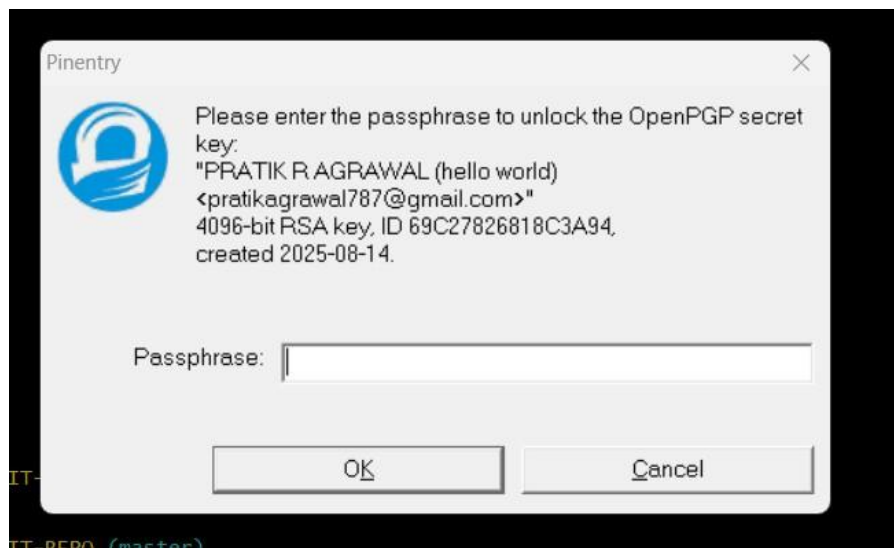 Pinentry
Please enter the passphrase to unlock the OpenPGP secret
key:
"PRATIK R AGRAWAL (hello world)
<pratikagrawal787@gmail.com>"
4096-bit RSA key, ID 69C27826818C3A94,
created 2025-08-14.
Passphrase:
OK Cancel
IT-
IT-REPO (master)